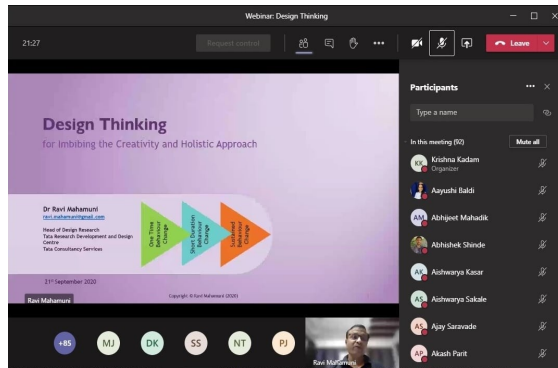 Webinar: Design Thinking
21:27
Request control
Leave
Design Thinking
for Imbibing the Creativity and Holistic Approach
Dr Ravi Mahamuni
ravi.mahamuni@gmail.com
Head of Design Research
Tata Research Development and Design
Centre
Tata Consultancy Services
One Time
Behaviour
Change
Short Duration
Behaviour
Change
Sustained
Behaviour
Change
21st September 2020
Copyright © Ravi Mahamuni (2020)
Ravi Mahamuni
+85
MJ
DK
SS
NT
PJ
Ravi Mahamuni
Participants
Type a name
In this meeting (92)
Mute all
KK
Krishna Kadam
Organizer
Aayushi Baldi
AM
Abhijeet Mahadik
Abhishek Shinde
AK
Aishwarya Kasar
AS
Aishwarya Sakale
AS
Ajay Saravade
AP
Akash Parit